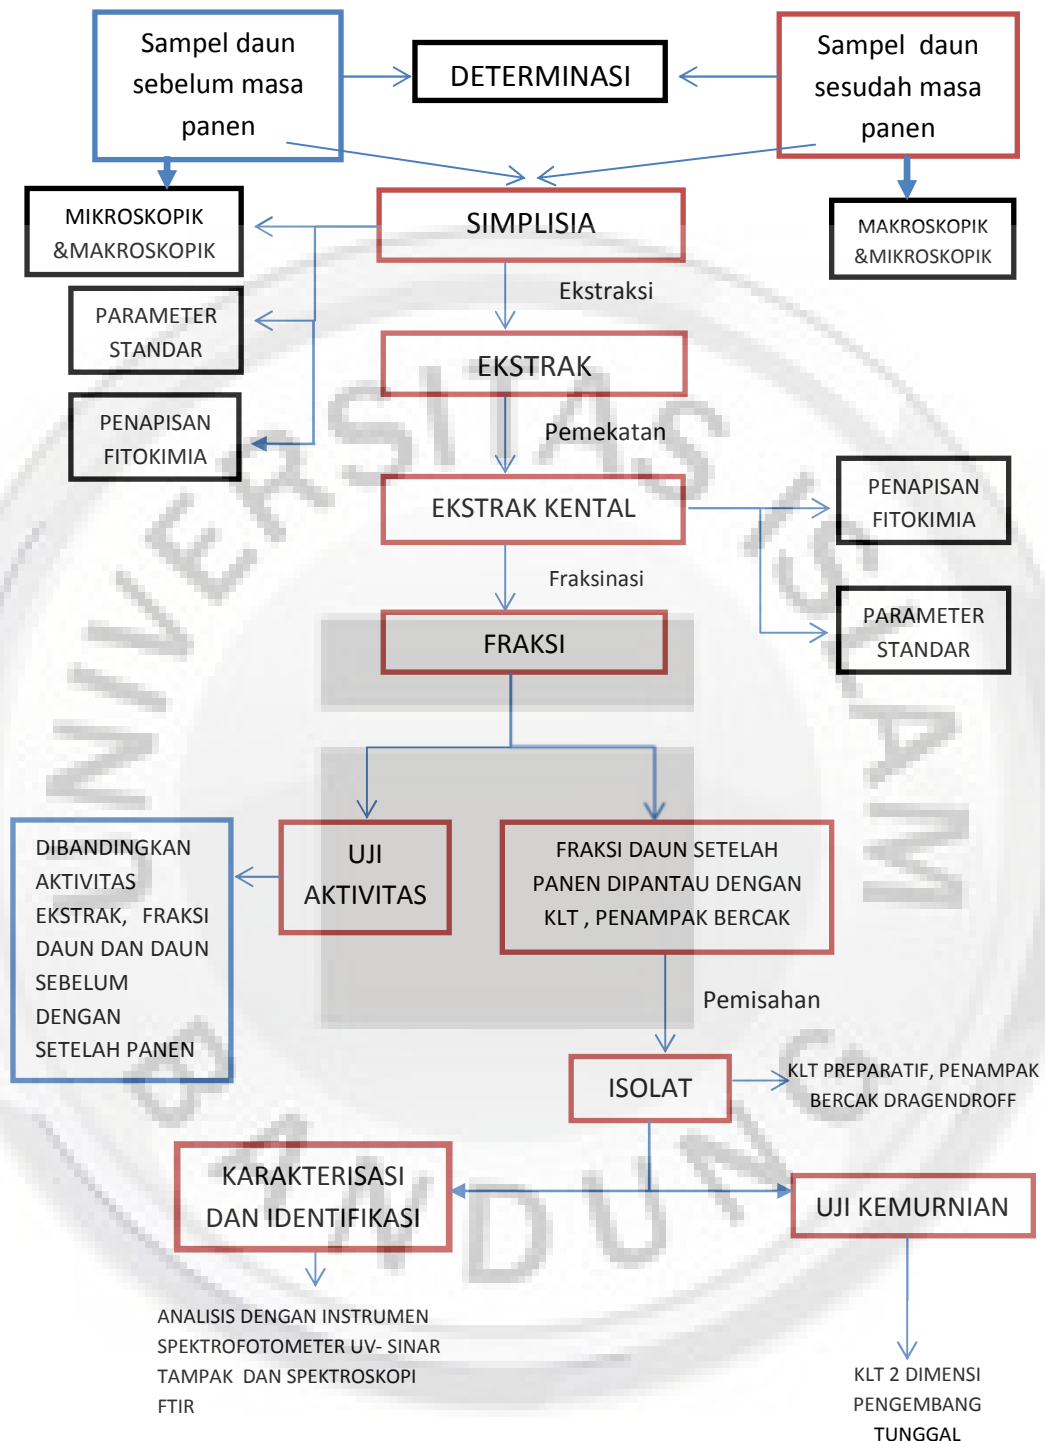 Sampel daun
sebelum masa
panen
DETERMINASI
Sampel daun
sesudah masa
panen
MIKROSKOPIK
&MAKROSKOPIK
SIMPLISIA
MAKROSKOPIK
&MIKROSKOPIK
Ekstraksi
PARAMETER
STANDAR
EKSTRAK
PENAPISAN
FITOKIMIA
Pemekatan
EKSTRAK KENTAL
PENAPISAN
FITOKIMIA
Fraksinasi
FRAKSI
PARAMETER
STANDAR
DIBANDINGKAN
AKTIVITAS
EKSTRAK, FRAKSI
DAUN DAN DAUN
SEBELUM
DENGAN
SETELAH PANEN
UJI
AKTIVITAS
FRAKSI DAUN SETELAH
PANEN DIPANTAU DENGAN
KLT , PENAMPAK BERCAK
Pemisahan
ISOLAT
KLT PREPARATIF, PENAMPAK
BERCAK DRAGENDROFF
KARAKTERISASI
DAN IDENTIFIKASI
UJI KEMURNIAN
ANALISIS DENGAN INSTRUMEN
SPEKTROFOTOMETER UV- SINAR
TAMPAK DAN SPEKTROSKOPI
FTIR
KLT 2 DIMENSI
PENGEMBANG
TUNGGAL
UNIVERSITAS ISLAM
BANDUNG